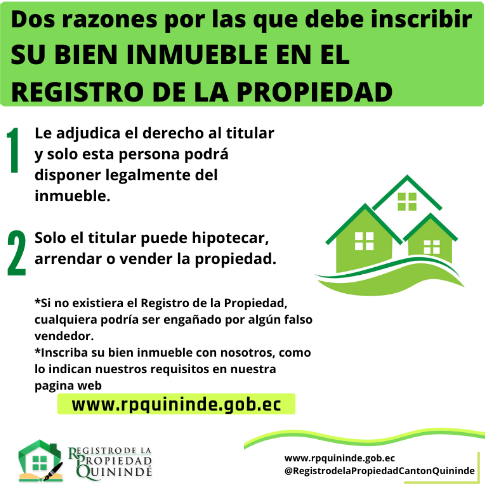 Dos razones por las que debe inscribir
SU BIEN INMUEBLE EN EL
REGISTRO DE LA PROPIEDAD
1
Le adjudica el derecho al titular
y solo esta persona podrá
disponer legalmente del
inmueble.
2
Solo el titular puede hipotecar,
arrendar o vender la propiedad.
*Si no existiera el Registro de la Propiedad,
cualquiera podría ser engañado por algún falso
vendedor.
*Inscriba su bien inmueble con nosotros, como
lo indican nuestros requisitos en nuestra
pagina web
www.rpquininde.gob.ec
REGISTRO DE LA
PROPIEDAD
QUININDÉ
www.rpquininde.gob.ec
@RegistrodelaPropiedadCantonQuininde